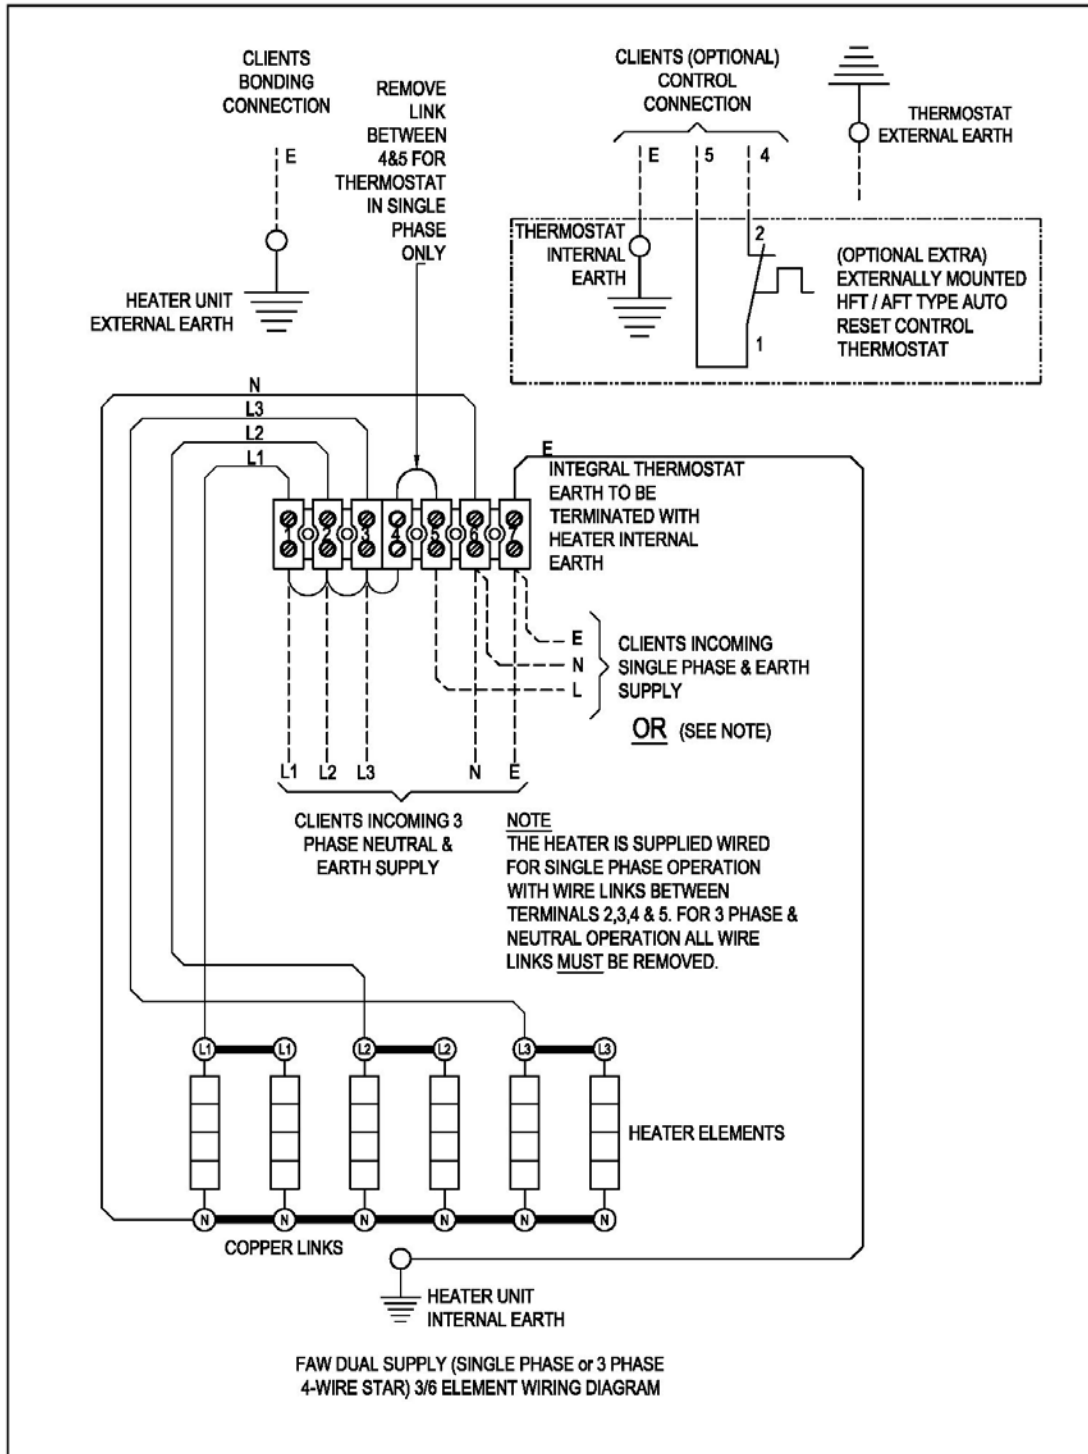 CLIENTS
BONDING
CONNECTION
E
HEATER UNIT
EXTERNAL EARTH
REMOVE
LINK
BETWEEN
4&5 FOR
THERMOSTAT
IN SINGLE
PHASE
ONLY
CLIENTS (OPTIONAL)
CONTROL
CONNECTION
E 5 4
THERMOSTAT
EXTERNAL EARTH
THERMOSTAT
INTERNAL
EARTH
2
1
(OPTIONAL EXTRA)
EXTERNALLY MOUNTED
HFT / AFT TYPE AUTO
RESET CONTROL
THERMOSTAT
N
L3
L2
L1
E
INTEGRAL THERMOSTAT
EARTH TO BE
TERMINATED WITH
HEATER INTERNAL
EARTH
1 2 3 4 5 6 7
E
N
L
CLIENTS INCOMING
SINGLE PHASE & EARTH
SUPPLY
OR (SEE NOTE)
L1 L2 L3 N E
CLIENTS INCOMING 3
PHASE NEUTRAL &
EARTH SUPPLY
NOTE
THE HEATER IS SUPPLIED WIRED
FOR SINGLE PHASE OPERATION
WITH WIRE LINKS BETWEEN
TERMINALS 2,3,4 & 5. FOR 3 PHASE &
NEUTRAL OPERATION ALL WIRE
LINKS MUST BE REMOVED.
L1 L1 L2 L2 L3 L3
HEATER ELEMENTS
N N N N N N
COPPER LINKS
HEATER UNIT
INTERNAL EARTH
FAW DUAL SUPPLY (SINGLE PHASE or 3 PHASE
4-WIRE STAR) 3/6 ELEMENT WIRING DIAGRAM